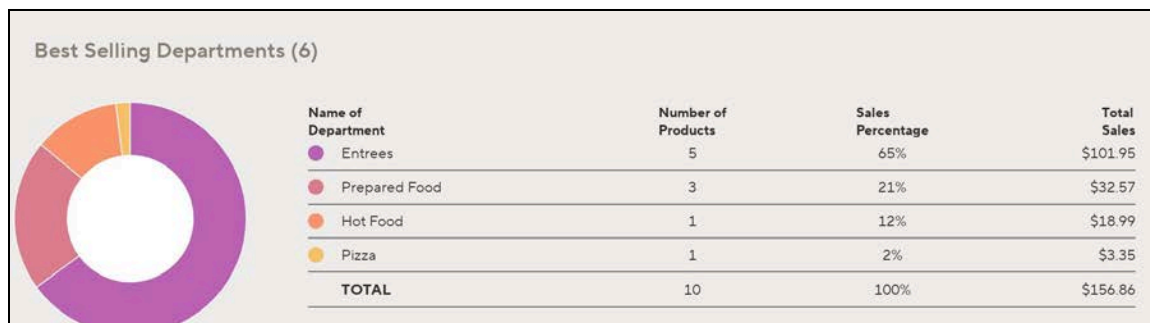 Best Selling Departments (6)
Name of Department Number of Products Sales Percentage Total Sales
Entrees 5 65% $101.95
Prepared Food 3 21% $32.57
Hot Food 1 12% $18.99
Pizza 1 2% $3.35
TOTAL 10 100% $156.86